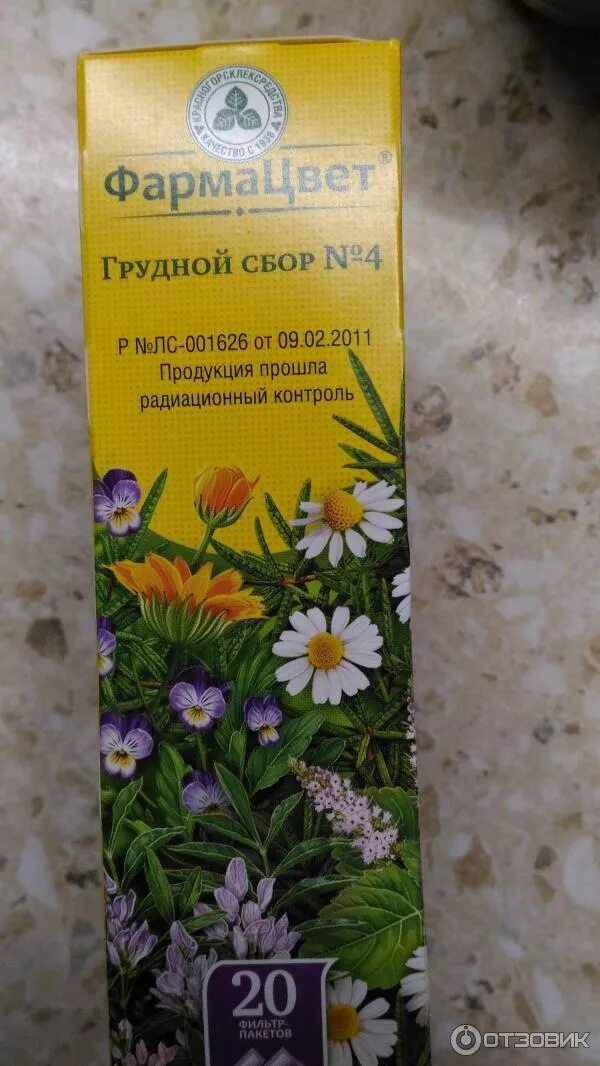 КРАСНОГОРСКЛЕКСРЕДСТВА
КАЧЕСТВО С 1938
ФармаЦвет®
Грудной сбор №4
Р №ЛС-001626 от 09.02.2011
Продукция прошла
радиационный контроль
20
ФИЛЬТР-
ПАКЕТОВ
ОТЗОВИК